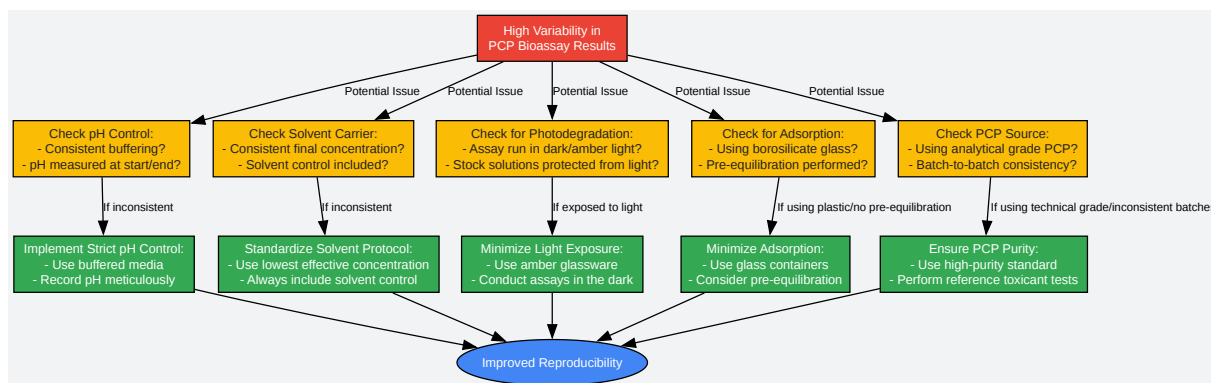 High Variability in
PCP Bioassay Results
Potential Issue
Potential Issue
Potential Issue
Potential Issue
Potential Issue
Check pH Control:
- Consistent buffering?
- pH measured at start/end?
Check Solvent Carrier:
- Consistent final concentration?
- Solvent control included?
Check for Photodegradation:
- Assay run in dark/amber light?
- Stock solutions protected from light?
Check for Adsorption:
- Using borosilicate glass?
- Pre-equilibration performed?
Check PCP Source:
- Using analytical grade PCP?
- Batch-to-batch consistency?
If inconsistent
If inconsistent
If exposed to light
If using plastic/no pre-equilibration
If using technical grade/inconsistent batches
Implement Strict pH Control:
- Use buffered media
- Record pH meticulously
Standardize Solvent Protocol:
- Use lowest effective concentration
- Always include solvent control
Minimize Light Exposure:
- Use amber glassware
- Conduct assays in the dark
Minimize Adsorption:
- Use glass containers
- Consider pre-equilibration
Ensure PCP Purity:
- Use high-purity standard
- Perform reference toxicant tests
Improved Reproducibility